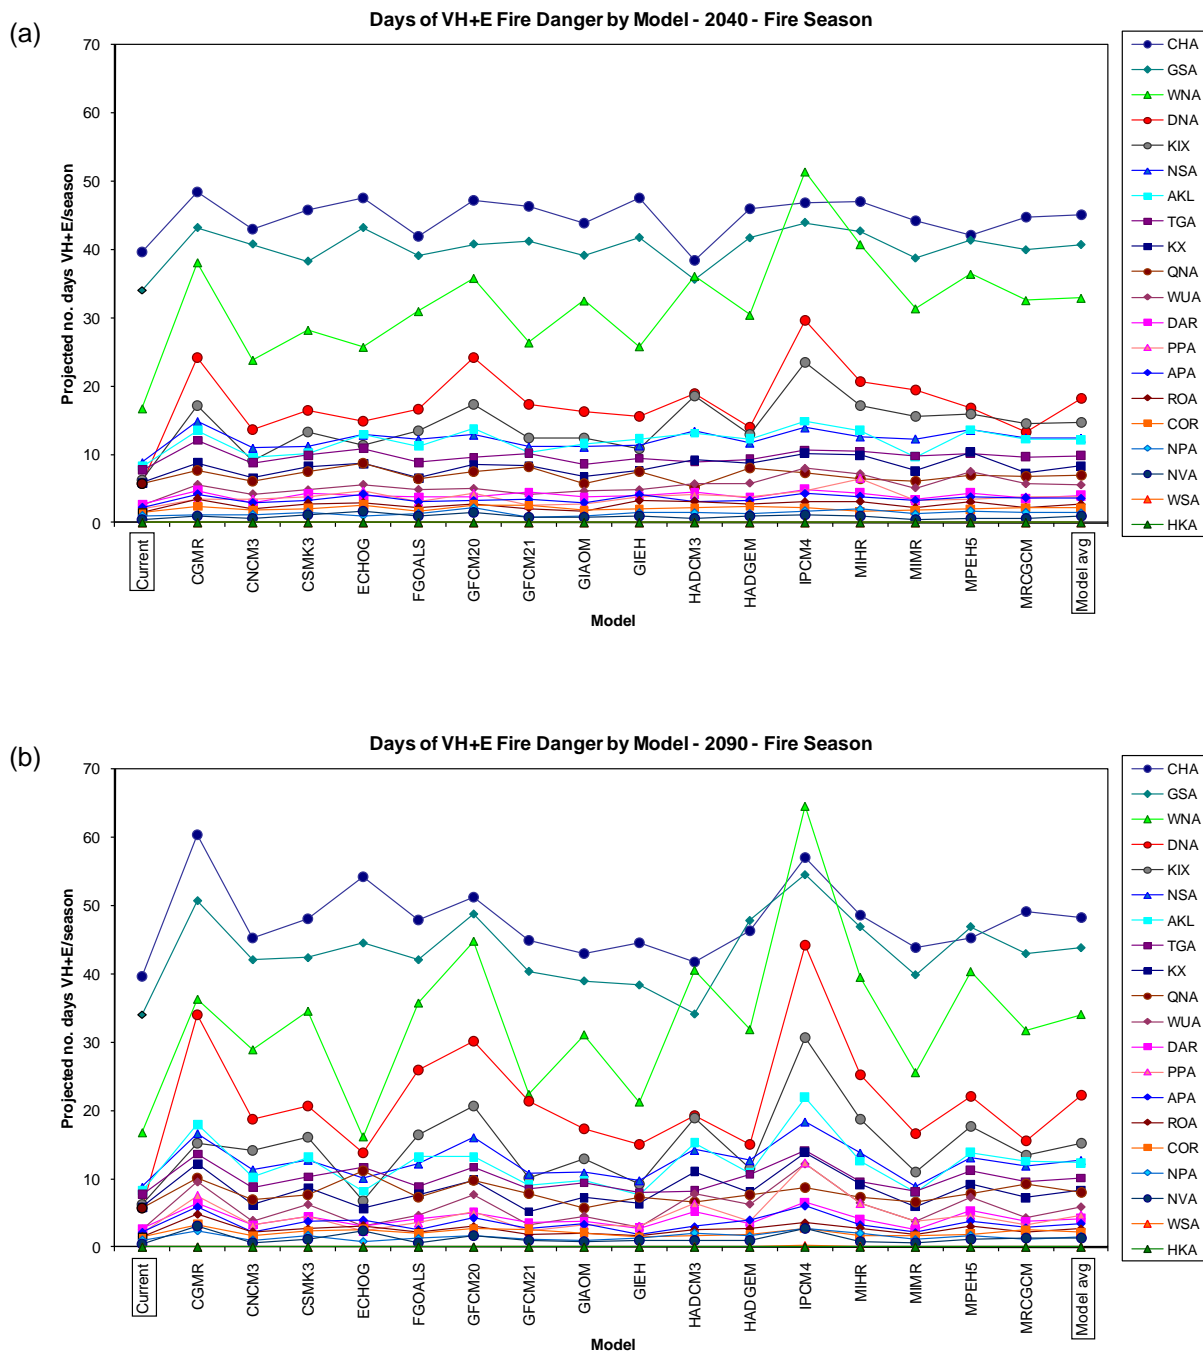 (a)
Days of VH+E Fire Danger by Model - 2040 - Fire Season
Projected no. days VH+E/season
70
60
50
40
30
20
10
0
Current
CGMR
CNCM3
CSMK3
ECHOG
FGOALS
GFCM20
GFCM21
GIAOM
GIEH
HADCM3
HADGEM
IPCM4
MIHR
MIMR
MPEH5
MRCGCM
Model avg
Model
CHA
GSA
WNA
DNA
KIX
NSA
AKL
TGA
KX
QNA
WUA
DAR
PPA
APA
ROA
COR
NPA
NVA
WSA
HKA
(b)
Days of VH+E Fire Danger by Model - 2090 - Fire Season
Projected no. days VH+E/season
70
60
50
40
30
20
10
0
Current
CGMR
CNCM3
CSMK3
ECHOG
FGOALS
GFCM20
GFCM21
GIAOM
GIEH
HADCM3
HADGEM
IPCM4
MIHR
MIMR
MPEH5
MRCGCM
Model avg
Model
CHA
GSA
WNA
DNA
KIX
NSA
AKL
TGA
KX
QNA
WUA
DAR
PPA
APA
ROA
COR
NPA
NVA
WSA
HKA